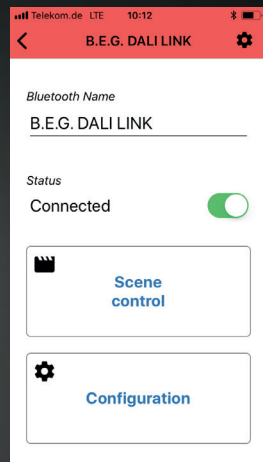 Telekom.de LTE 10:12
B.E.G. DALI LINK
Bluetooth Name
B.E.G. DALI LINK
Status
Connected
Scene
control
Configuration